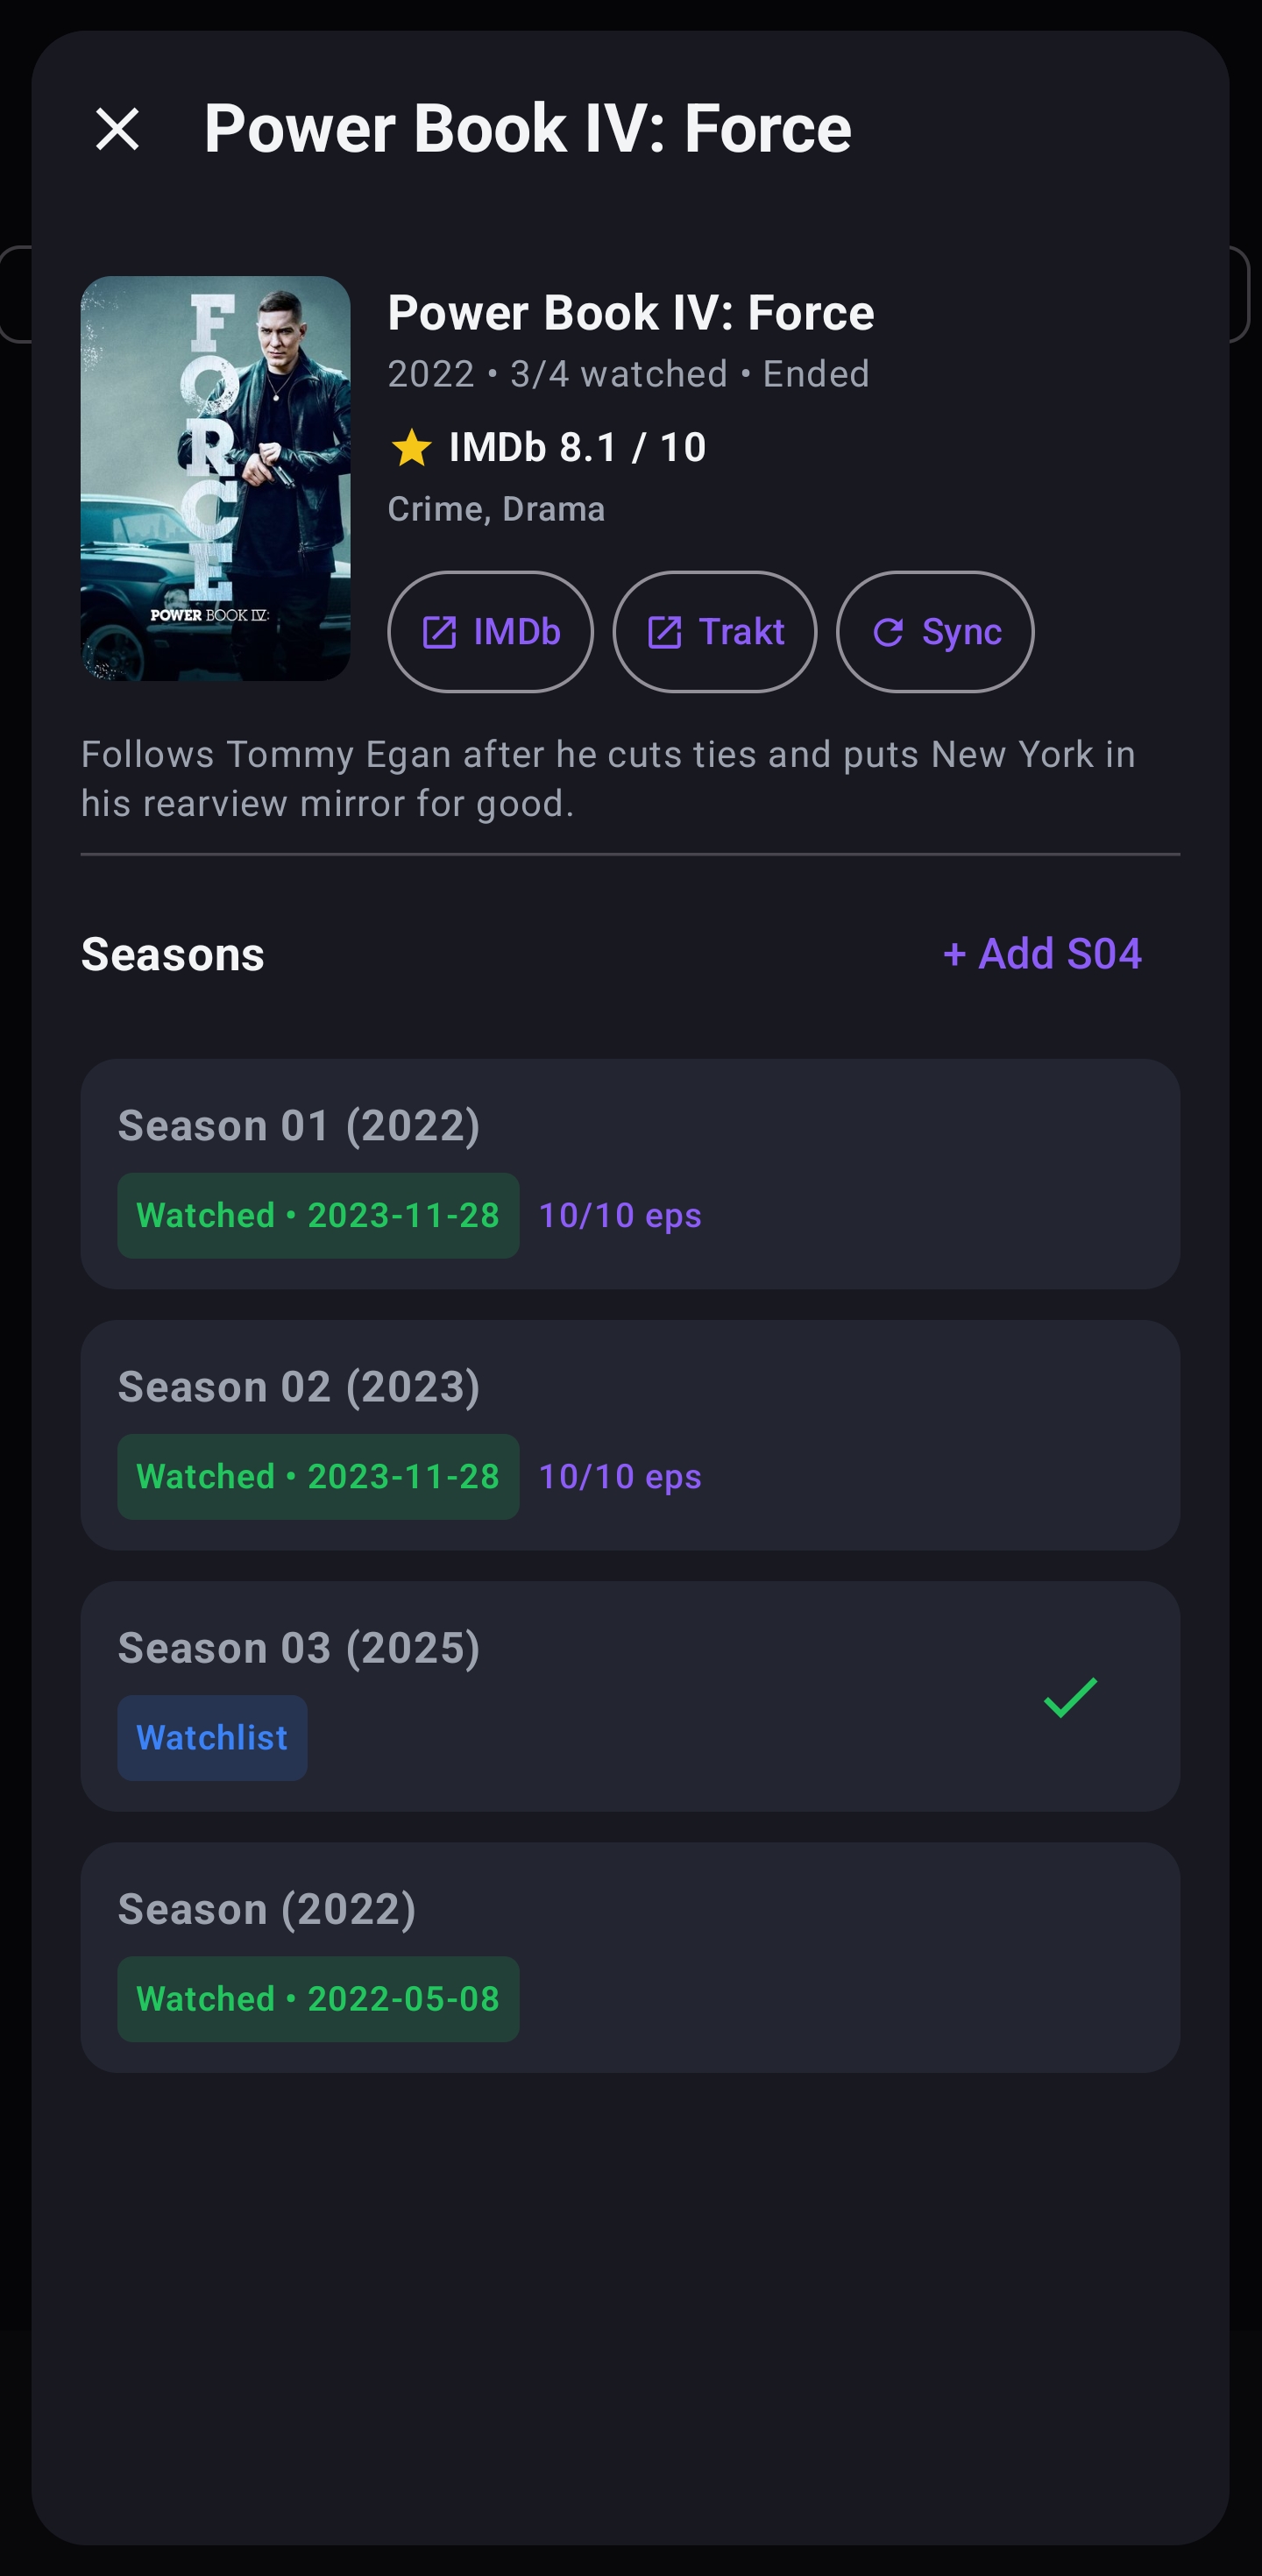 Power Book IV: Force
FORCE
POWER BOOK IV:
Power Book IV: Force
2022 • 3/4 watched • Ended
IMDb 8.1 / 10
Crime, Drama
IMDb
Trakt
Sync
Follows Tommy Egan after he cuts ties and puts New York in
his rearview mirror for good.
Seasons
+ Add S04
Season 01 (2022)
Watched • 2023-11-28 10/10 eps
Season 02 (2023)
Watched • 2023-11-28 10/10 eps
Season 03 (2025)
Watchlist
Season (2022)
Watched • 2022-05-08